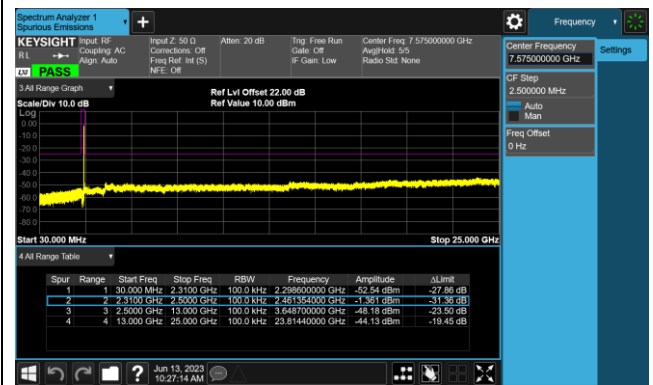 Spectrum Analyzer 1
Spurious Emissions
Frequency
KEYSIGHT
Input: RF
Coupling: AC
Align: Auto
Input Z: 50 Ω
Corrections: Off
Freq Ref: Int (S)
NFE: Off
Atten: 20 dB
Trig: Free Run
Gate: Off
IF Gain: Low
Center Freq: 7.575000000 GHz
Avg|Hold: 5/5
Radio Std: None
RL
LXI
PASS
Center Frequency
7.575000000 GHz
Settings
CF Step
2.500000 MHz
Auto
Man
Freq Offset
0 Hz
3 All Range Graph
Scale/Div 10.0 dB
Ref Lvl Offset 22.00 dB
Ref Value 10.00 dBm
Log
0.00
-10.0
-20.0
-30.0
-40.0
-50.0
-60.0
-70.0
-80.0
Start 30.000 MHz
Stop 25.000 GHz
4 All Range Table
Spur Range Start Freq Stop Freq RBW Frequency Amplitude ΔLimit
1 1 30.000 MHz 2.3100 GHz 100.0 kHz 2.298600000 GHz -52.54 dBm -27.86 dB
2 2 2.3100 GHz 2.5000 GHz 100.0 kHz 2.461354000 GHz -1.361 dBm -31.36 dB
3 3 2.5000 GHz 13.000 GHz 100.0 kHz 3.648700000 GHz -48.18 dBm -23.50 dB
4 4 13.000 GHz 25.000 GHz 100.0 kHz 23.81440000 GHz -44.13 dBm -19.45 dB
Jun 13, 2023
10:27:14 AM